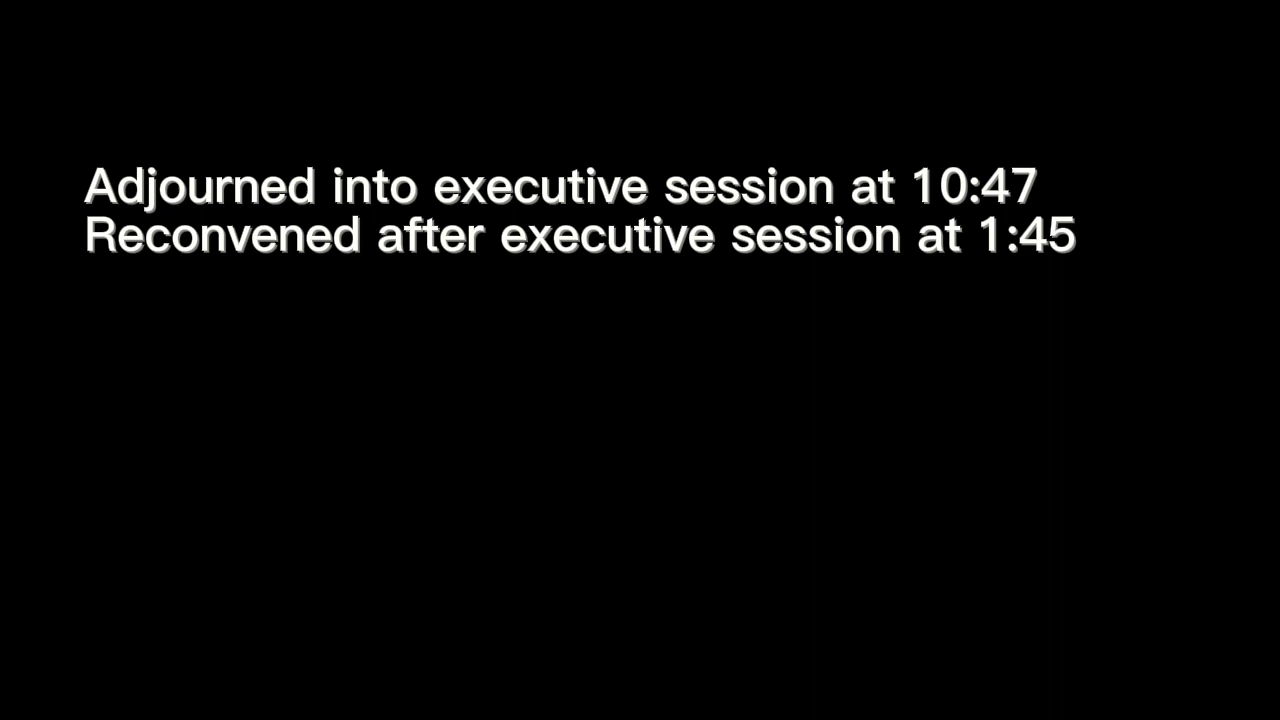 Adjourned into executive session at 10:47
Reconvened after executive session at 1:45